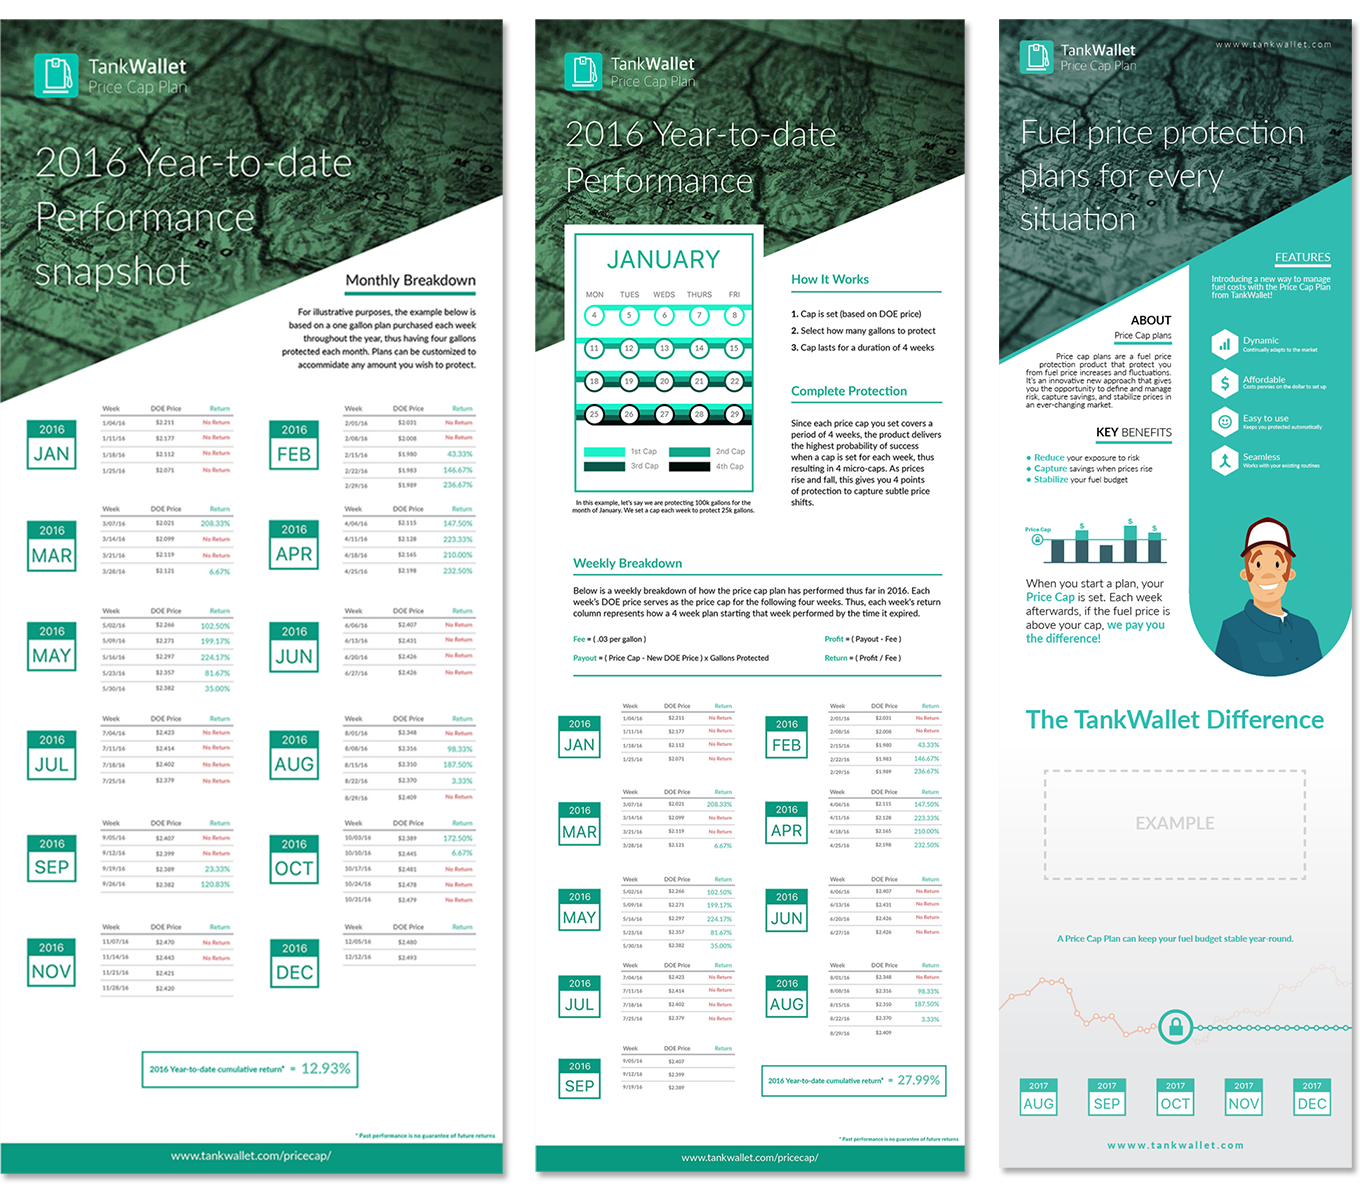 TankWallet
Price Cap Plan
2016 Year-to-date
Performance
snapshot
Monthly Breakdown
For illustrative purposes, the example below is
based on a one gallon plan purchased each week
throughout the year, thus having four gallons
protected each month. Plans can be customized to
accommidate any amount you wish to protect.
2016
JAN
Week DOE Price Return
1/04/16 $2.211 No Return
1/11/16 $2.177 No Return
1/18/16 $2.112 No Return
1/25/16 $2.071 No Return
2016
FEB
Week DOE Price Return
2/01/16 $2.031 No Return
2/08/16 $2.008 No Return
2/15/16 $1.980 43.33%
2/22/16 $1.983 146.67%
2/29/16 $1.989 236.67%
2016
MAR
Week DOE Price Return
3/07/16 $2.021 208.33%
3/14/16 $2.099 No Return
3/21/16 $2.119 No Return
3/28/16 $2.121 6.67%
2016
APR
Week DOE Price Return
4/04/16 $2.115 147.50%
4/11/16 $2.128 223.33%
4/18/16 $2.165 210.00%
4/25/16 $2.198 232.50%
2016
MAY
Week DOE Price Return
5/02/16 $2.266 102.50%
5/09/16 $2.271 199.17%
5/16/16 $2.297 224.17%
5/23/16 $2.357 81.67%
5/30/16 $2.382 35.00%
2016
JUN
Week DOE Price Return
6/06/16 $2.407 No Return
6/13/16 $2.431 No Return
6/20/16 $2.426 No Return
6/27/16 $2.426 No Return
2016
JUL
Week DOE Price Return
7/04/16 $2.423 No Return
7/11/16 $2.414 No Return
7/18/16 $2.402 No Return
7/25/16 $2.379 No Return
2016
AUG
Week DOE Price Return
8/01/16 $2.348 No Return
8/08/16 $2.316 98.33%
8/15/16 $2.310 187.50%
8/22/16 $2.370 3.33%
8/29/16 $2.409 No Return
2016
SEP
Week DOE Price Return
9/05/16 $2.407 No Return
9/12/16 $2.399 No Return
9/19/16 $2.389 23.33%
9/26/16 $2.382 120.83%
2016
OCT
Week DOE Price Return
10/03/16 $2.389 172.50%
10/10/16 $2.445 6.67%
10/17/16 $2.481 No Return
10/24/16 $2.478 No Return
10/21/16 $2.479 No Return
2016
NOV
Week DOE Price Return
11/07/16 $2.470 No Return
11/14/16 $2.443 No Return
11/21/16 $2.421
11/28/16 $2.420
2016
DEC
Week DOE Price Return
12/05/16 $2.480
12/12/16 $2.493
2016 Year-to-date cumulative return* = 12.93%
* Past performance is no guarantee of future returns
www.tankwallet.com/pricecap/
TankWallet
Price Cap Plan
2016 Year-to-date
Performance
JANUARY
MON TUES WEDS THURS FRI
4 5 6 7 8
11 12 13 14 15
18 19 20 21 22
25 26 27 28 29
1st Cap 2nd Cap
3rd Cap 4th Cap
In this example, let's say we are protecting 100k gallons for the
month of January. We set a cap each week to protect 25k gallons.
How It Works
1. Cap is set (based on DOE price)
2. Select how many gallons to protect
3. Cap lasts for a duration of 4 weeks
Complete Protection
Since each price cap you set covers a
period of 4 weeks, the product delivers
the highest probability of success
when a cap is set for each week, thus
resulting in 4 micro-caps. As prices
rise and fall, this gives you 4 points
of protection to capture subtle price
shifts.
Weekly Breakdown
Below is a weekly breakdown of how the price cap plan has performed thus far in 2016. Each
week's DOE price serves as the price cap for the following four weeks. Thus, each week's return
column represents how a 4 week plan starting that week performed by the time it expired.
Fee = ( .03 per gallon ) Profit = ( Payout - Fee )
Payout = ( Price Cap - New DOE Price ) x Gallons Protected Return = ( Profit / Fee )
2016
JAN
Week DOE Price Return
1/04/16 $2.211 No Return
1/11/16 $2.177 No Return
1/18/16 $2.112 No Return
1/25/16 $2.071 No Return
2016
FEB
Week DOE Price Return
2/01/16 $2.031 No Return
2/08/16 $2.008 No Return
2/15/16 $1.980 43.33%
2/22/16 $1.983 146.67%
2/29/16 $1.989 236.67%
2016
MAR
Week DOE Price Return
3/07/16 $2.021 208.33%
3/14/16 $2.099 No Return
3/21/16 $2.119 No Return
3/28/16 $2.121 6.67%
2016
APR
Week DOE Price Return
4/04/16 $2.115 147.50%
4/11/16 $2.128 223.33%
4/18/16 $2.165 210.00%
4/25/16 $2.198 232.50%
2016
MAY
Week DOE Price Return
5/02/16 $2.266 102.50%
5/09/16 $2.271 199.17%
5/16/16 $2.297 224.17%
5/23/16 $2.357 81.67%
5/30/16 $2.382 35.00%
2016
JUN
Week DOE Price Return
6/06/16 $2.407 No Return
6/13/16 $2.431 No Return
6/20/16 $2.426 No Return
6/27/16 $2.426 No Return
2016
JUL
Week DOE Price Return
7/04/16 $2.423 No Return
7/11/16 $2.414 No Return
7/18/16 $2.402 No Return
7/25/16 $2.379 No Return
2016
AUG
Week DOE Price Return
8/01/16 $2.348 No Return
8/08/16 $2.316 98.33%
8/15/16 $2.310 187.50%
8/22/16 $2.370 3.33%
8/29/16 $2.409
2016
SEP
Week DOE Price Return
9/05/16 $2.407
9/12/16 $2.399
9/19/16 $2.389
2016 Year-to-date cumulative return* = 27.99%
* Past performance is no guarantee of future returns
www.tankwallet.com/pricecap/
TankWallet
Price Cap Plan
wwww.tankwallet.com
Fuel price protection
plans for every
situation
FEATURES
Introducing a new way to manage
fuel costs with the Price Cap Plan
from TankWallet!
Dynamic
Continually adapts to the market
$
Affordable
Costs pennies on the dollar to set up
Easy to use
Keeps you protected automatically
Seamless
Works with your existing routines
ABOUT
Price Cap plans
Price cap plans are a fuel price
protection product that protect you
from fuel price increases and fluctuations.
It's an innovative new approach that gives
you the opportunity to define and manage
risk, capture savings, and stabilize prices in
an ever-changing market.
KEY BENEFITS
• Reduce your exposure to risk
• Capture savings when prices rise
• Stabilize your fuel budget
Price Cap
$ $ $
When you start a plan, your
Price Cap is set. Each week
afterwards, if the fuel price is
above your cap, we pay you
the difference!
The TankWallet Difference
EXAMPLE
A Price Cap Plan can keep your fuel budget stable year-round.
2017 2017 2017 2017 2017
AUG SEP OCT NOV DEC
wwww.tankwallet.com